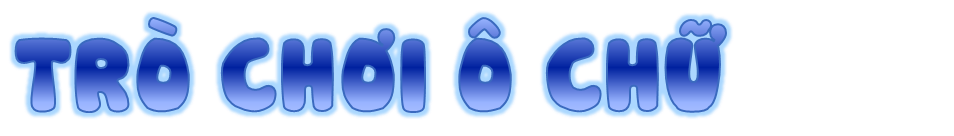 TRÒ CHƠI Ô CHỮ